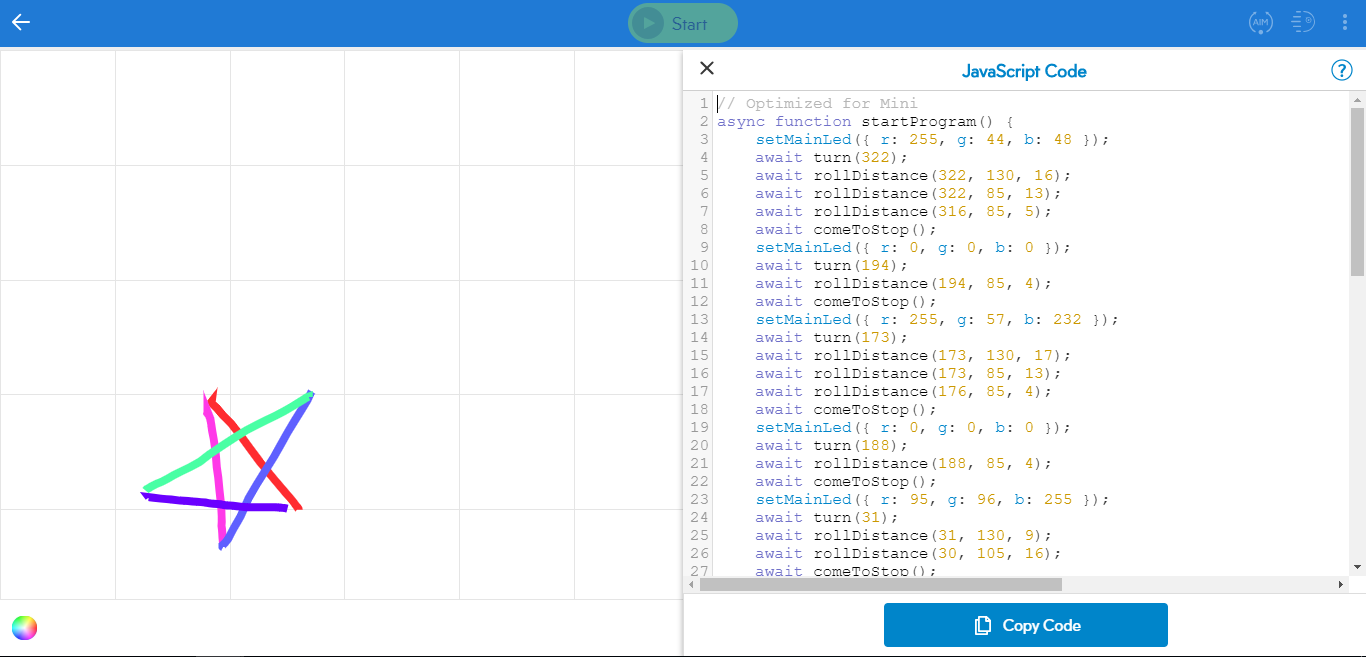 Start
AIM
JavaScript Code
?
1 // Optimized for Mini
2 async function startProgram() {
3 setMainLed({ r: 255, g: 44, b: 48 });
4 await turn(322);
5 await rollDistance(322, 130, 16);
6 await rollDistance(322, 85, 13);
7 await rollDistance(316, 85, 5);
8 await comeToStop();
9 setMainLed({ r: 0, g: 0, b: 0 });
10 await turn(194);
11 await rollDistance(194, 85, 4);
12 await comeToStop();
13 setMainLed({ r: 255, g: 57, b: 232 });
14 await turn(173);
15 await rollDistance(173, 130, 17);
16 await rollDistance(173, 85, 13);
17 await rollDistance(176, 85, 4);
18 await comeToStop();
19 setMainLed({ r: 0, g: 0, b: 0 });
20 await turn(188);
21 await rollDistance(188, 85, 4);
22 await comeToStop();
23 setMainLed({ r: 95, g: 96, b: 255 });
24 await turn(31);
25 await rollDistance(31, 130, 9);
26 await rollDistance(30, 105, 16);
27 await comeToStop();
Copy Code